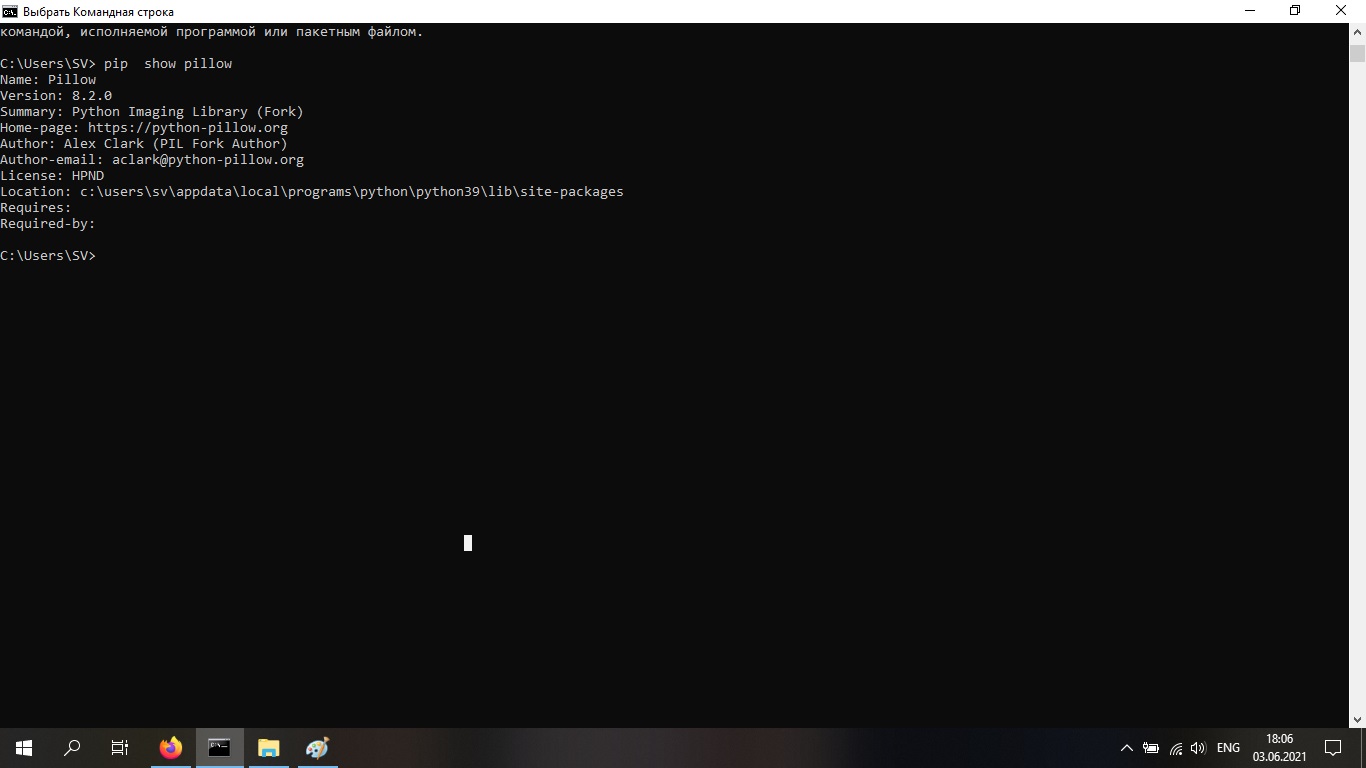 Выбрать Командная строка
командой, исполняемой программой или пакетным файлом.
C:\Users\SV> pip  show pillow
Name: Pillow
Version: 8.2.0
Summary: Python Imaging Library (Fork)
Home-page: https://python-pillow.org
Author: Alex Clark (PIL Fork Author)
Author-email: aclark@python-pillow.org
License: HPND
Location: c:\users\sv\appdata\local\programs\python\python39\lib\site-packages
Requires:
Required-by:
C:\Users\SV>
ENG
18:06
03.06.2021